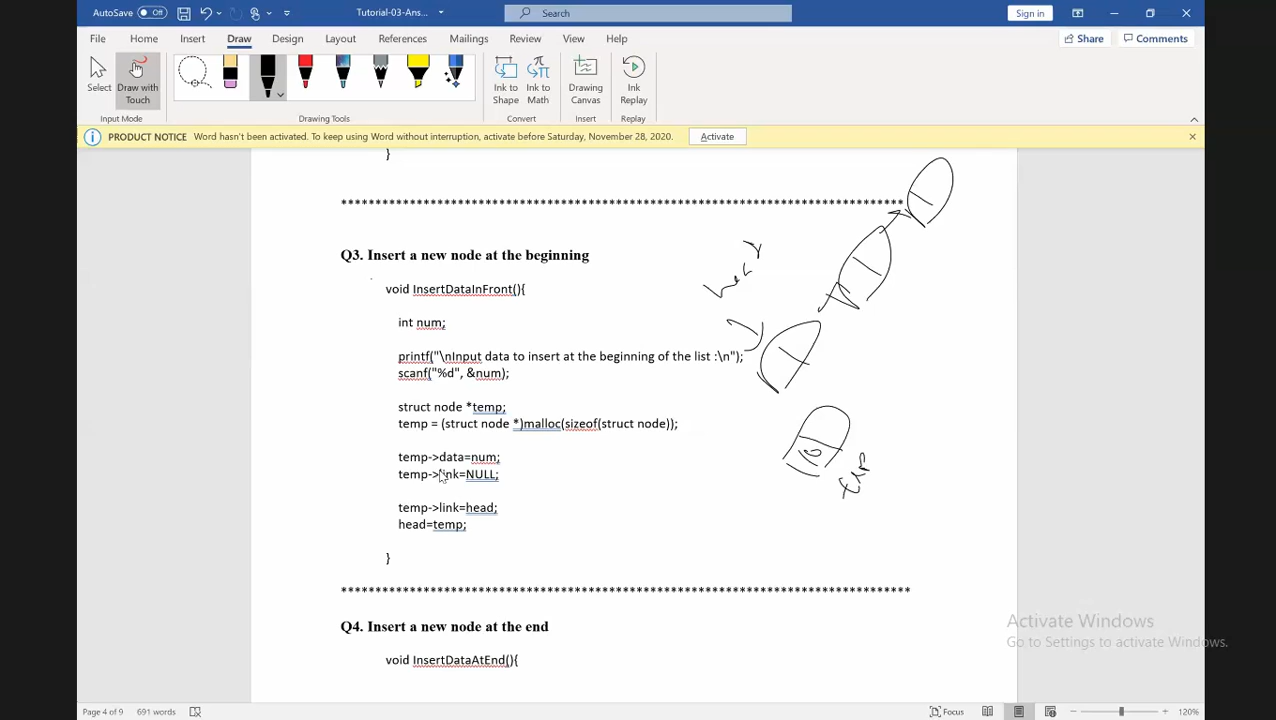 AutoSave Off Tutorial-03-Ans... Search Sign in
File Home Insert Draw Design Layout References Mailings Review View Help Share Comments
Select Draw with Touch Ink to Shape Ink to Math Drawing Canvas Ink Replay
Input Mode Drawing Tools Convert Insert Replay
PRODUCT NOTICE Word hasn't been activated. To keep using Word without interruption, activate before Saturday, November 28, 2020. Activate
}
**********************************************************************************
Q3. Insert a new node at the beginning
void InsertDataInFront(){
int num;
printf("\nInput data to insert at the beginning of the list :\n");
scanf("%d", &num);
struct node *temp;
temp = (struct node *)malloc(sizeof(struct node));
temp->data=num;
temp->link=NULL;
temp->link=head;
head=temp;
}
**********************************************************************************
Q4. Insert a new node at the end
void InsertDataAtEnd(){
10
Activate Windows
Go to Settings to activate Windows.
Page 4 of 9 691 words Focus 120%